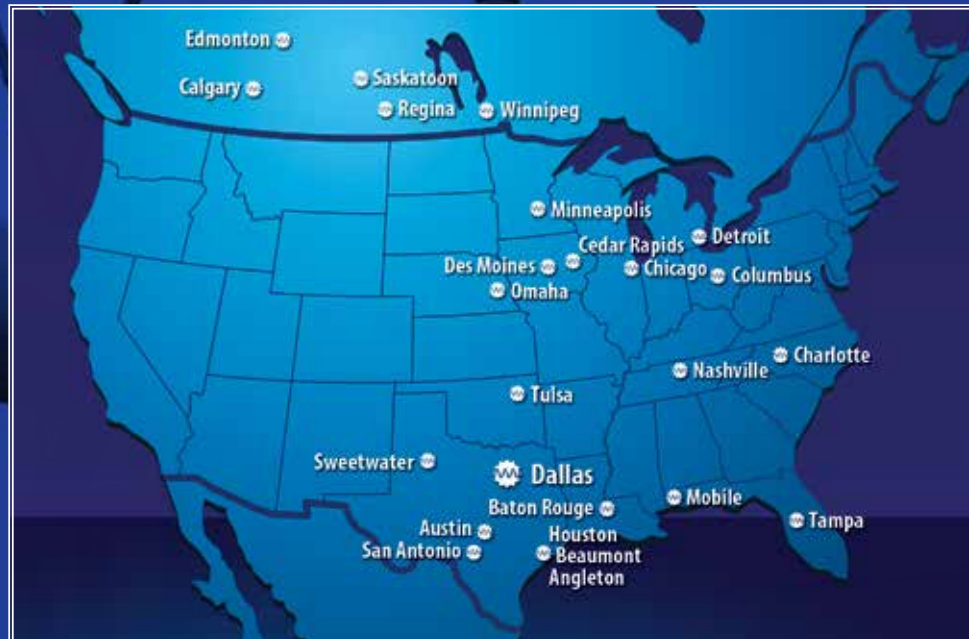 Edmonton
Calgary
Saskatoon
Regina
Winnipeg
Minneapolis
Detroit
Cedar Rapids
Des Moines
Chicago
Columbus
Omaha
Charlotte
Nashville
Tulsa
Sweetwater
Dallas
Mobile
Baton Rouge
Tampa
Austin
Houston
San Antonio
Beaumont
Angleton